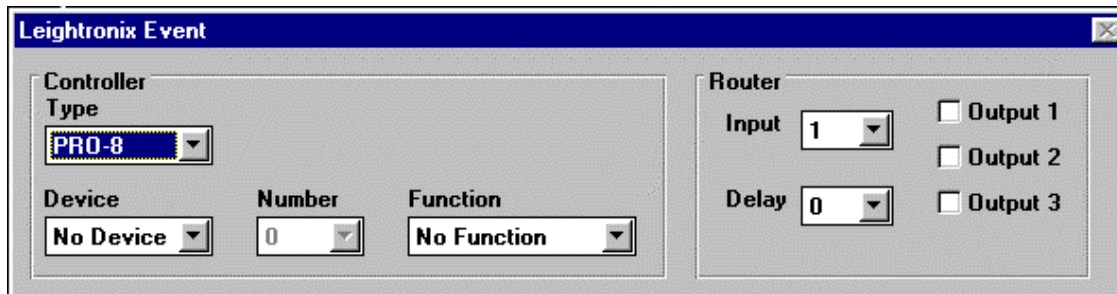 Leightronix Event
Controller
Type
PRO-8
Device Number Function
No Device 0 No Function
Router
Input 1
Delay 0
Output 1
Output 2
Output 3